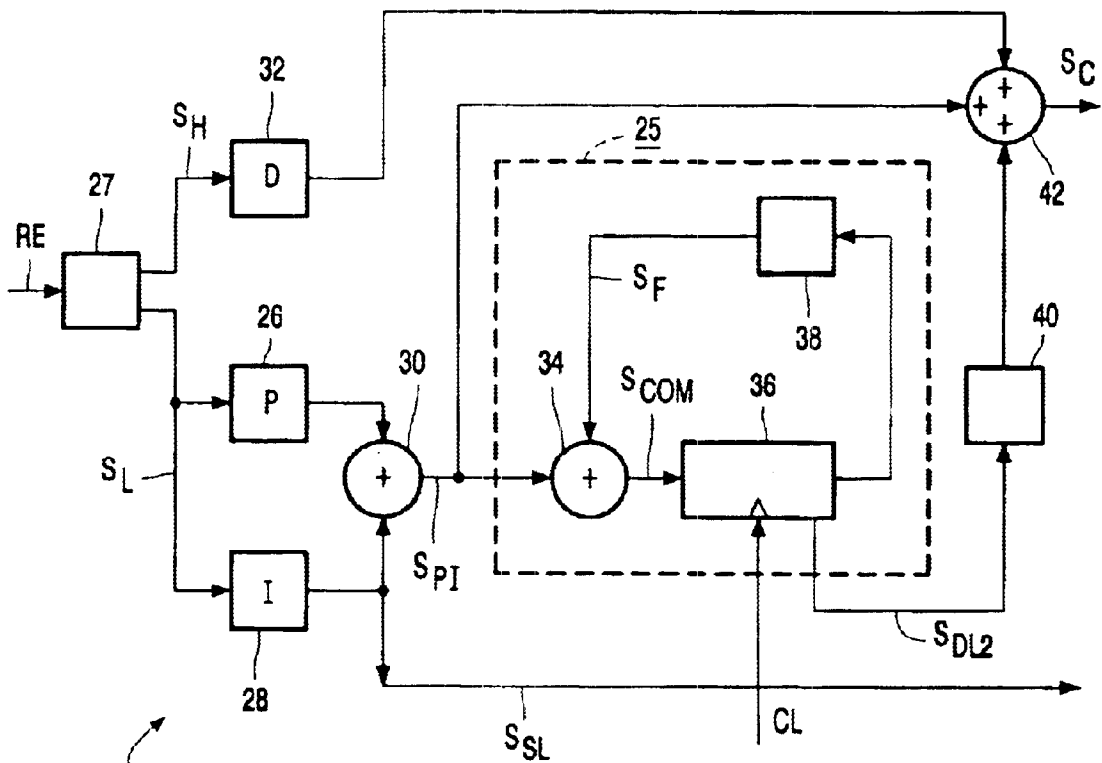 32
S_C
S_H
D
+
+
+
25
42
27
RE
S_F
38
26
40
30
34
S_COM
36
P
S_L
+
+
S_PI
I
S_DL2
28
S_SL
CL